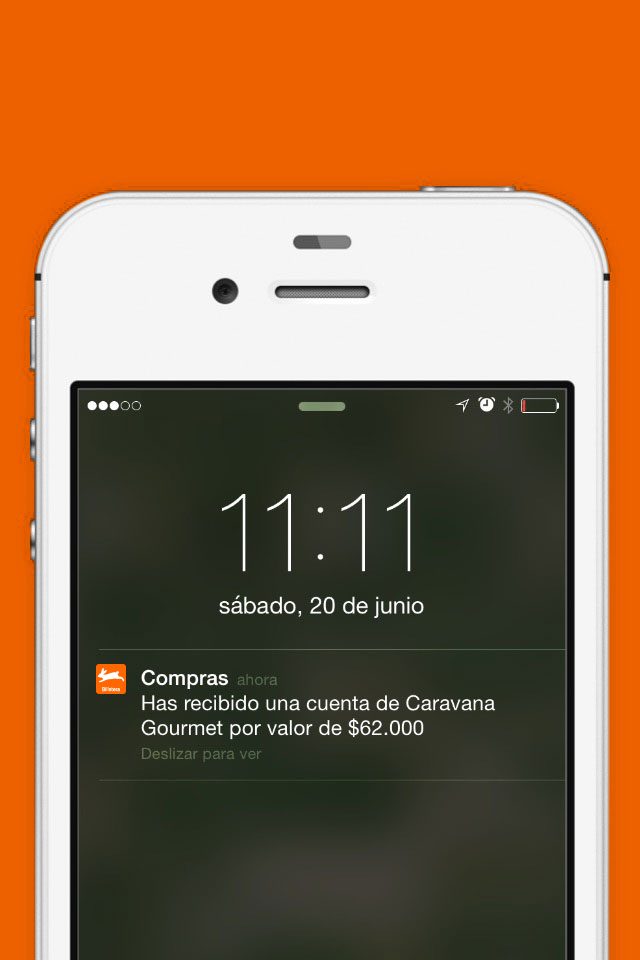 11:11
sábado, 20 de junio
Compras ahora
Has recibido una cuenta de Caravana
Gourmet por valor de $62.000
Deslizar para ver